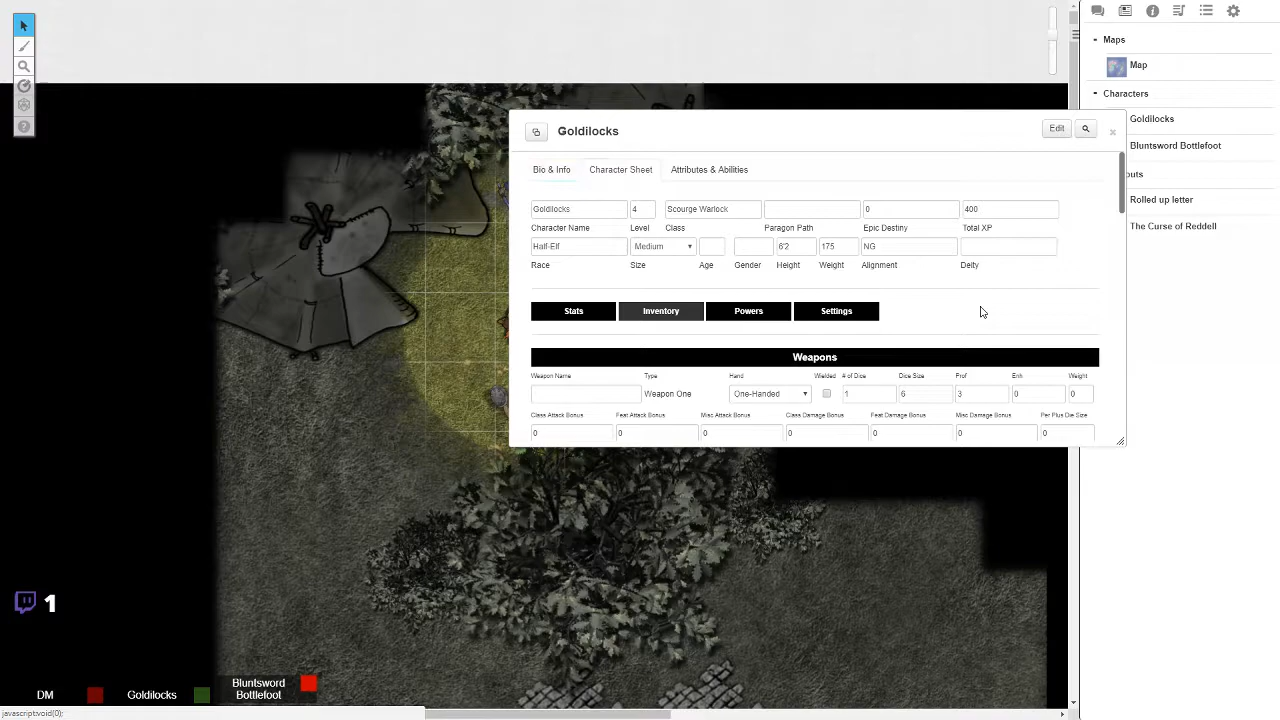 Maps
Map
Characters
Goldilocks
Bluntsword Bottlefoot
outs
Rolled up letter
The Curse of Reddell
Goldilocks
Edit
Bio & Info
Character Sheet
Attributes & Abilities
Goldilocks 4 Scourge Warlock 0 400
Character Name Level Class Paragon Path Epic Destiny Total XP
Half-Elf Medium 6'2 175 NG
Race Size Age Gender Height Weight Alignment Deity
Stats Inventory Powers Settings
Weapons
Weapon Name Type Hand Wielded # of Dice Dice Size Prof Enh Weight
Weapon One One-Handed 1 6 3 0 0
Class Attack Bonus Feat Attack Bonus Misc Attack Bonus Class Damage Bonus Feat Damage Bonus Misc Damage Bonus Per Plus Die Size
0 0 0 0 0 0 0
1
DM
Goldilocks
Bluntsword
Bottlefoot
javascript:void(0);